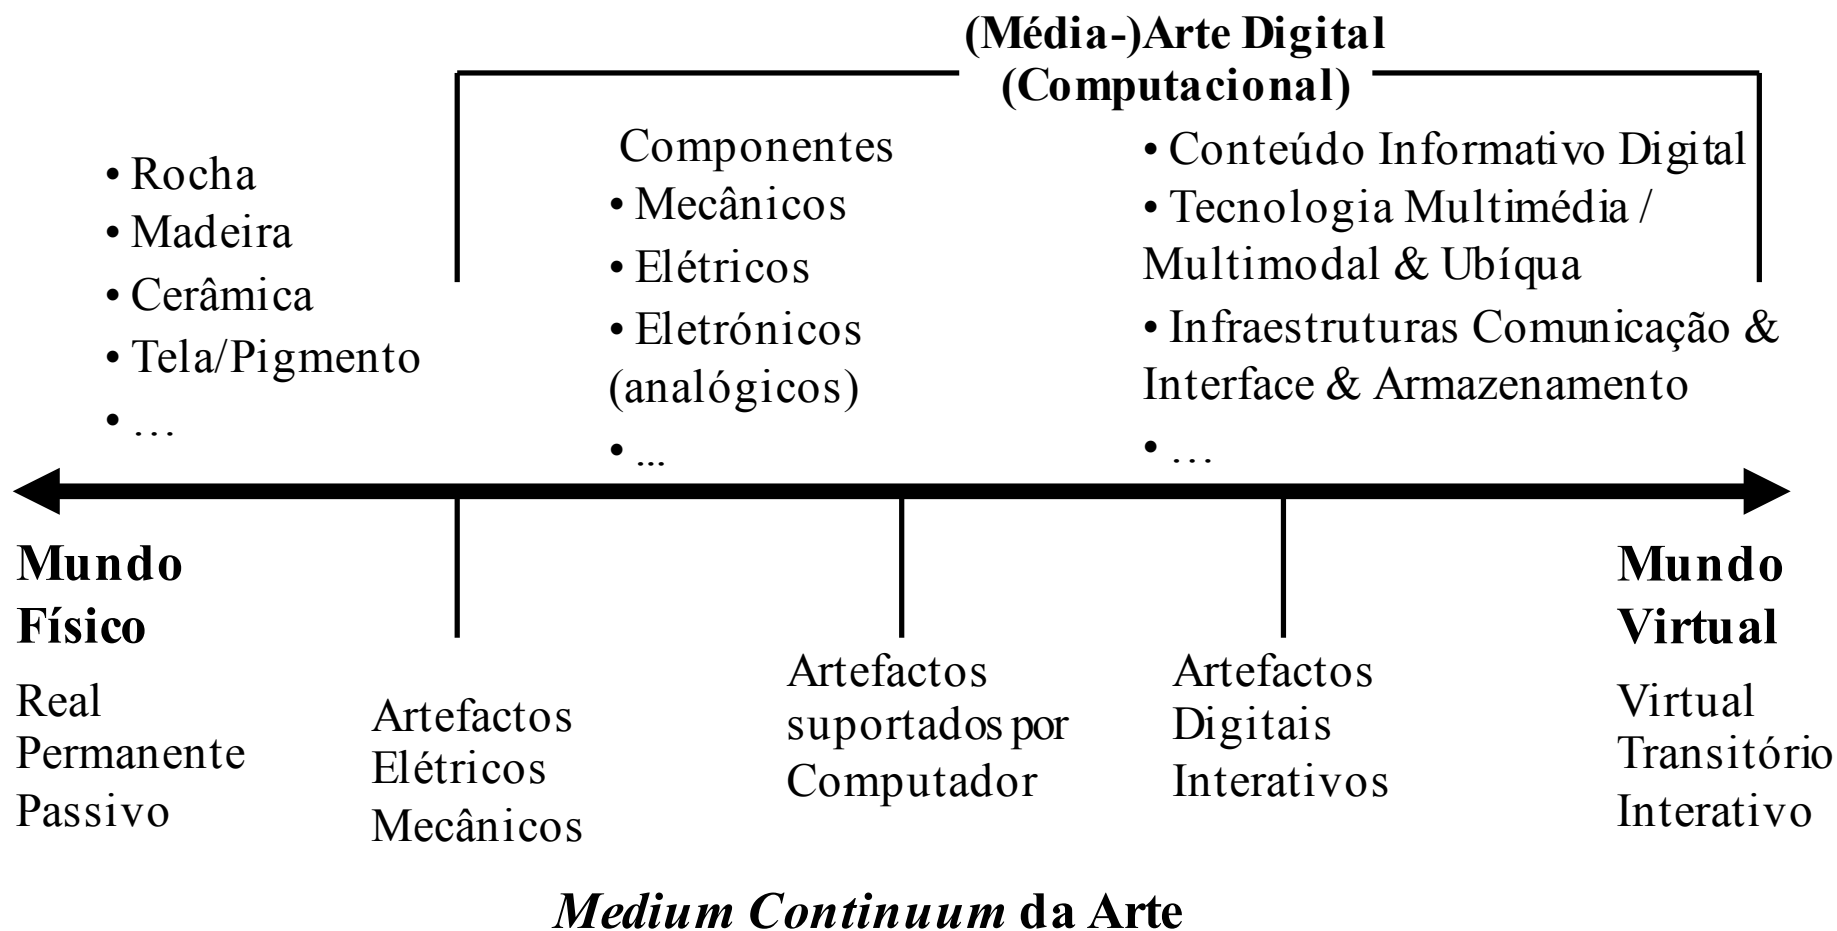 (Média-)Arte Digital
(Computacional)
• Rocha
• Madeira
• Cerâmica
• Tela/Pigmento
• …
Componentes
• Mecânicos
• Elétricos
• Eletrónicos
(analógicos)
• ...
• Conteúdo Informativo Digital
• Tecnologia Multimédia /
Multimodal & Ubíqua
• Infraestruturas Comunicação &
Interface & Armazenamento
• …
Mundo
Físico
Real
Permanente
Passivo
Artefactos
Elétricos
Mecânicos
Artefactos
suportados por
Computador
Artefactos
Digitais
Interativos
Mundo
Virtual
Virtual
Transitório
Interativo
Medium Continuum da Arte